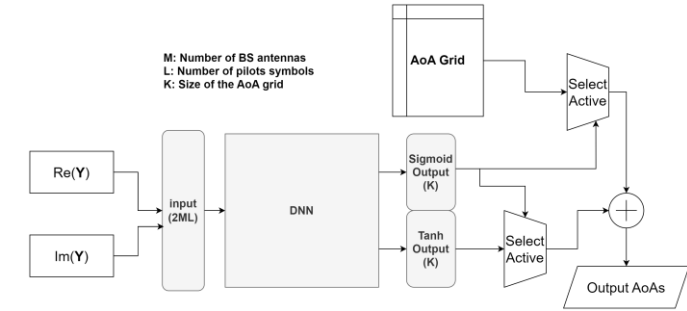 M: Number of BS antennas
L: Number of pilots symbols
K: Size of the AoA grid
AoA Grid
Select
Active
Re(Y)
Im(Y)
input
(2ML)
DNN
Sigmoid
Output
(K)
Tanh
Output
(K)
Select
Active
Output AoAs